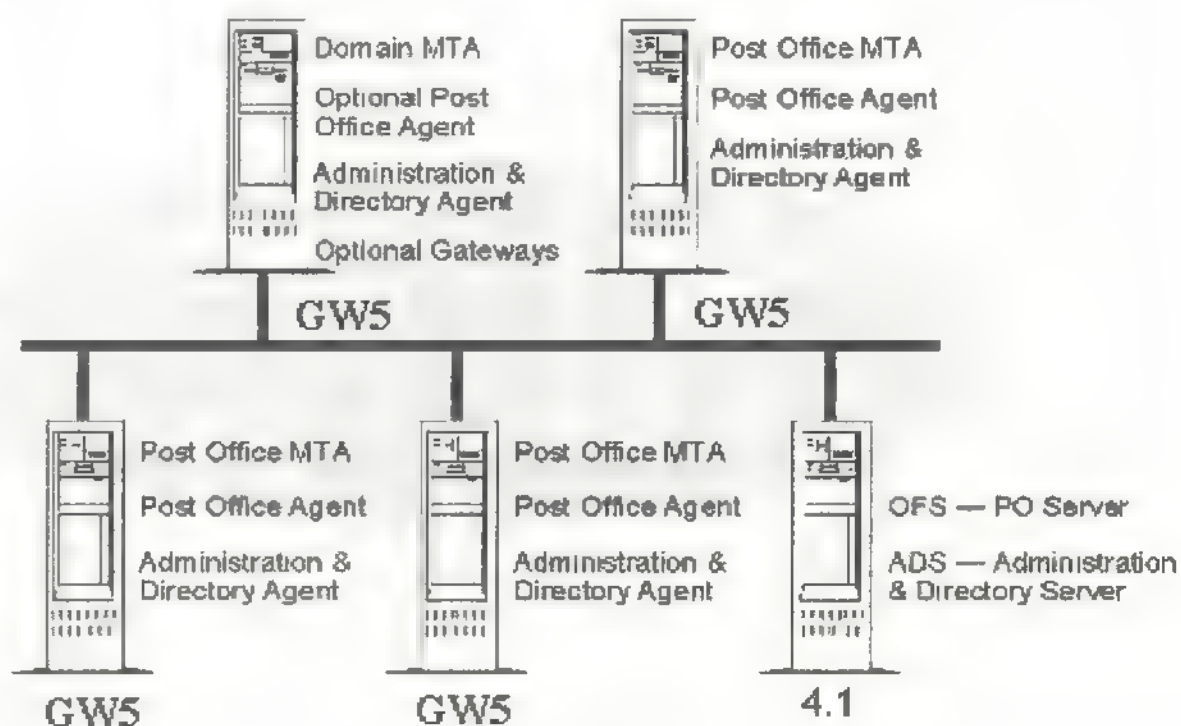 Domain MTA
Optional Post
Office Agent
Administration &
Directory Agent
Optional Gateways
GW5
Post Office MTA
Post Office Agent
Administration &
Directory Agent
GW5
Post Office MTA
Post Office Agent
Administration &
Directory Agent
GW5
Post Office MTA
Post Office Agent
Administration &
Directory Agent
GW5
OFS — PO Server
ADS — Administration
& Directory Server
4.1